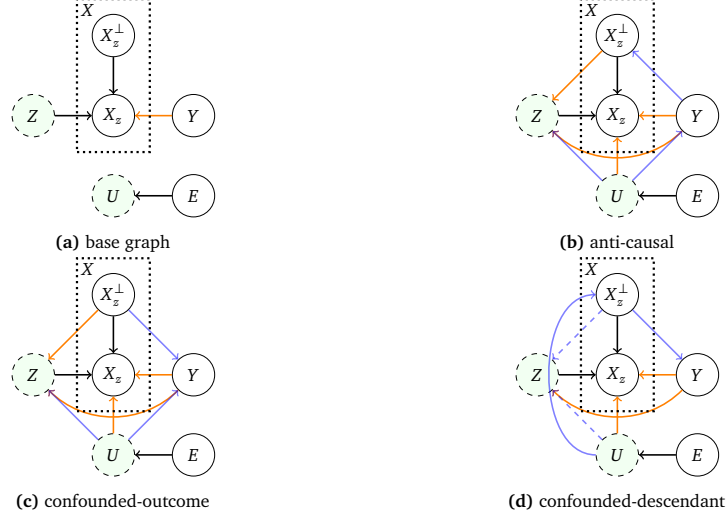 X
X_z^⊥
Z
X_z
Y
U
E
(a) base graph
X
X_z^⊥
Z
X_z
Y
U
E
(b) anti-causal
X
X_z^⊥
Z
X_z
Y
U
E
(c) confounded-outcome
X
X_z^⊥
Z
X_z
Y
U
E
(d) confounded-descendant